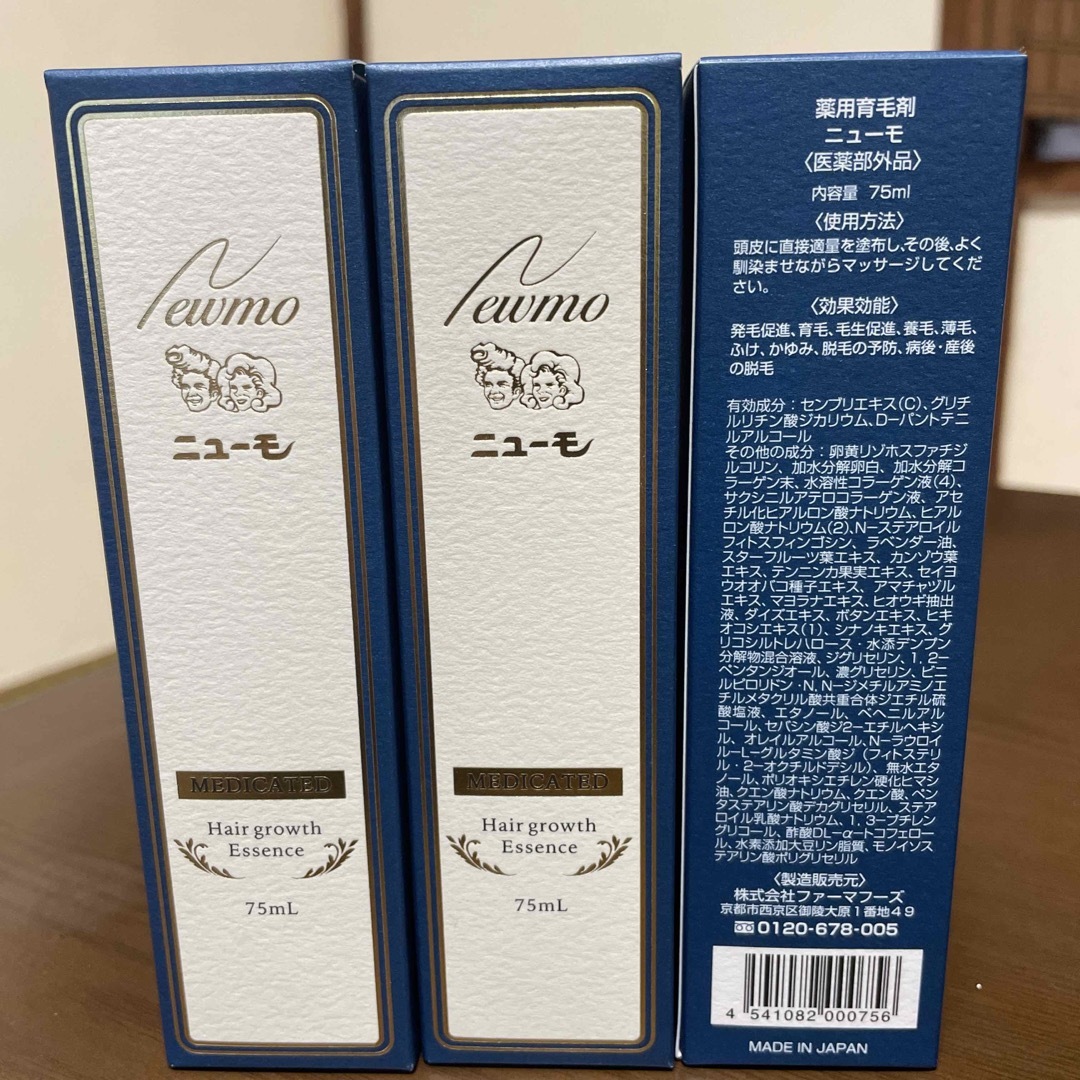 Newmo
ニューモ
MEDICATED
Hair growth
Essence
75mL
Newmo
ニューモ
MEDICATED
Hair growth
Essence
75mL
薬用育毛剤
ニューモ
〈医薬部外品〉
内容量 75ml
〈使用方法〉
頭皮に直接適量を塗布し、その後、よく
馴染ませながらマッサージしてくだ
さい。
〈効果効能〉
発毛促進、育毛、毛生促進、養毛、薄毛、
ふけ、かゆみ、脱毛の予防、病後・産後
の脱毛
有効成分：センブリエキス(C)、グリチ
ルリチン酸ジカリウム、D-パントテニ
ルアルコール
その他の成分：卵黄リゾホスファチジ
ルコリン、加水分解卵白、加水分解コ
ラーゲン末、水溶性コラーゲン液(4)、
サクシニルアテロコラーゲン液、アセ
チル化ヒアルロン酸ナトリウム、ヒアル
ロン酸ナトリウム(2)、N-ステアロイル
フィトスフィンゴシン、ラベンダー油、
スターフルーツ葉エキス、カンゾウ葉
エキス、テンニンカ果実エキス、セイヨ
ウオオバコ種子エキス、アマチャヅル
エキス、マヨラナエキス、ヒオウギ抽出
液、ダイズエキス、ボタンエキス、ヒキ
オコシエキス(1)、シナノキエキス、グ
リコシルトレハロース・水添デンプン
分解物混合溶液、ジグリセリン、1,2-
ペンタンジオール、濃グリセリン、ビニ
ルピロリドン・N,N-ジメチルアミノエ
チルメタクリル酸共重合体ジエチル硫
酸塩液、エタノール、ベヘニルアル
コール、セバシン酸ジ2-エチルヘキシ
ル、オレイルアルコール、N-ラウロイ
ル-L-グルタミン酸ジ(フィトステリ
ル・2-オクチルドデシル)、無水エタ
ノール、ポリオキシエチレン硬化ヒマシ
油、クエン酸ナトリウム、クエン酸、ペン
タステアリン酸デカグリセリル、ステア
ロイル乳酸ナトリウム、1,3-ブチレン
グリコール、酢酸DL-α-トコフェロー
ル、水素添加大豆リン脂質、モノイソス
テアリン酸ポリグリセリル
〈製造販売元〉
株式会社ファーマフーズ
京都市西京区御陵大原1番地49
0120-678-005
4 541082 000756
MADE IN JAPAN